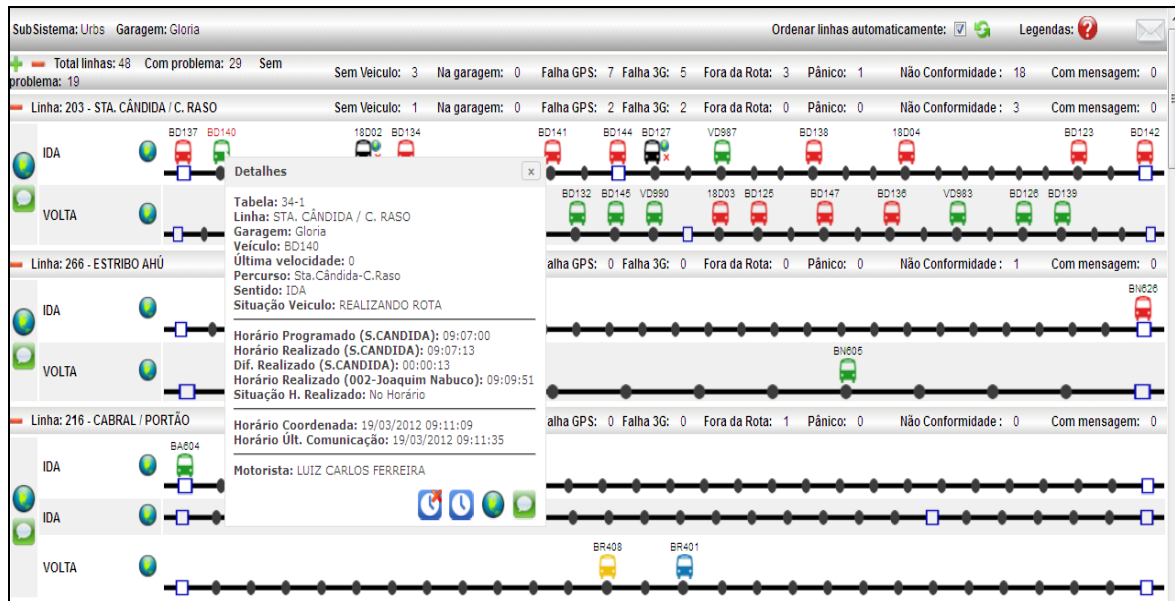 SubSistema: Urbs Garagem: Gloria Ordenar linhas automaticamente: Legendas: ?
Total linhas: 48 Com problema: 29 Sem
problema: 19 Sem Veiculo: 3 Na garagem: 0 Falha GPS: 7 Falha 3G: 5 Fora da Rota: 3 Pânico: 1 Não Conformidade : 18 Com mensagem: 0
Linha: 203 - STA. CÂNDIDA / C. RASO Sem Veiculo: 1 Na garagem: 0 Falha GPS: 2 Falha 3G: 2 Fora da Rota: 0 Pânico: 0 Não Conformidade : 3 Com mensagem: 0
BD137 BD140 18D02 BD134 BD141 BD144 BD127 VD987 BD138 18D04 BD123 BD142
IDA
BD132 BD145 VD990 18D03 BD125 BD147 BD136 VD983 BD126 BD139
VOLTA
Linha: 266 - ESTRIBO AHÚ alha GPS: 0 Falha 3G: 0 Fora da Rota: 0 Pânico: 0 Não Conformidade : 1 Com mensagem: 0
BN626
IDA
BN605
VOLTA
Linha: 216 - CABRAL / PORTÃO alha GPS: 0 Falha 3G: 0 Fora da Rota: 1 Pânico: 0 Não Conformidade : 0 Com mensagem: 0
BA604
IDA
IDA
BR408 BR401
VOLTA
Detalhes x
Tabela: 34-1
Linha: STA. CÂNDIDA / C. RASO
Garagem: Gloria
Veículo: BD140
Última velocidade: 0
Percurso: Sta.Cândida-C.Raso
Sentido: IDA
Situação Veiculo: REALIZANDO ROTA
Horário Programado (S.CANDIDA): 09:07:00
Horário Realizado (S.CANDIDA): 09:07:13
Dif. Realizado (S.CANDIDA): 00:00:13
Horário Realizado (002-Joaquim Nabuco): 09:09:51
Situação H. Realizado: No Horário
Horário Coordenada: 19/03/2012 09:11:09
Horário Últ. Comunicação: 19/03/2012 09:11:35
Motorista: LUIZ CARLOS FERREIRA